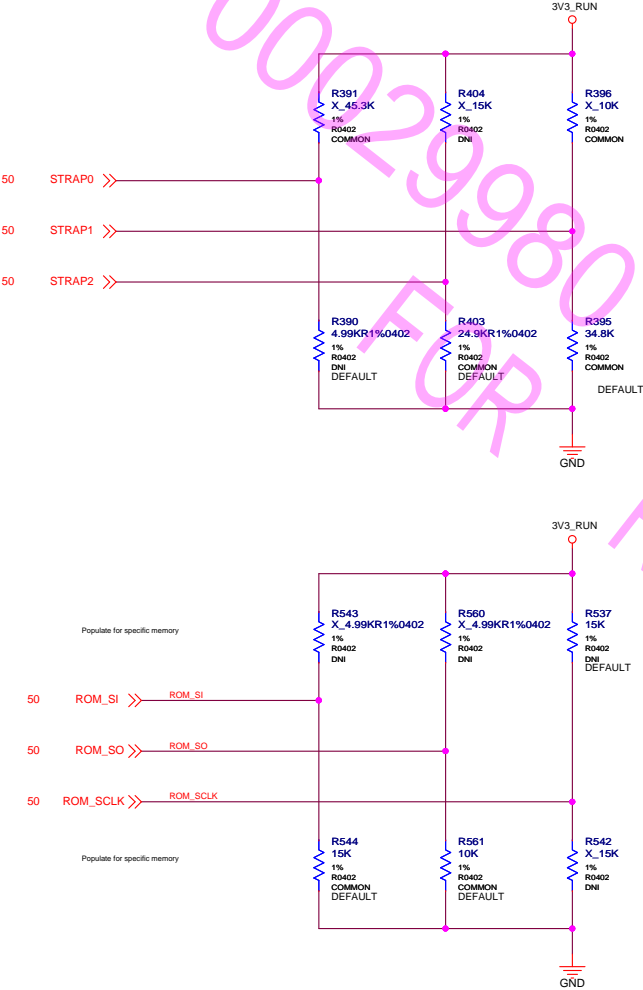 3V3_RUN
R391
X_45.3K
1%
R0402
COMMON
R404
X_15K
1%
R0402
DNI
R396
X_10K
1%
R0402
COMMON
50 STRAP0
50 STRAP1
50 STRAP2
R390
4.99KR1%0402
1%
R0402
DNI
DEFAULT
R403
24.9KR1%0402
1%
R0402
COMMON
DEFAULT
R395
34.8K
1%
R0402
COMMON
DEFAULT
GND
00029980
FOR
3V3_RUN
Populate for specific memory
R543
X_4.99KR1%0402
1%
R0402
DNI
R560
X_4.99KR1%0402
1%
R0402
DNI
R537
15K
1%
R0402
DNI
DEFAULT
50 ROM_SI ROM_SI
50 ROM_SO ROM_SO
50 ROM_SCLK ROM_SCLK
Populate for specific memory
R544
15K
1%
R0402
COMMON
DEFAULT
R561
10K
1%
R0402
COMMON
DEFAULT
R542
X_15K
1%
R0402
DNI
GND